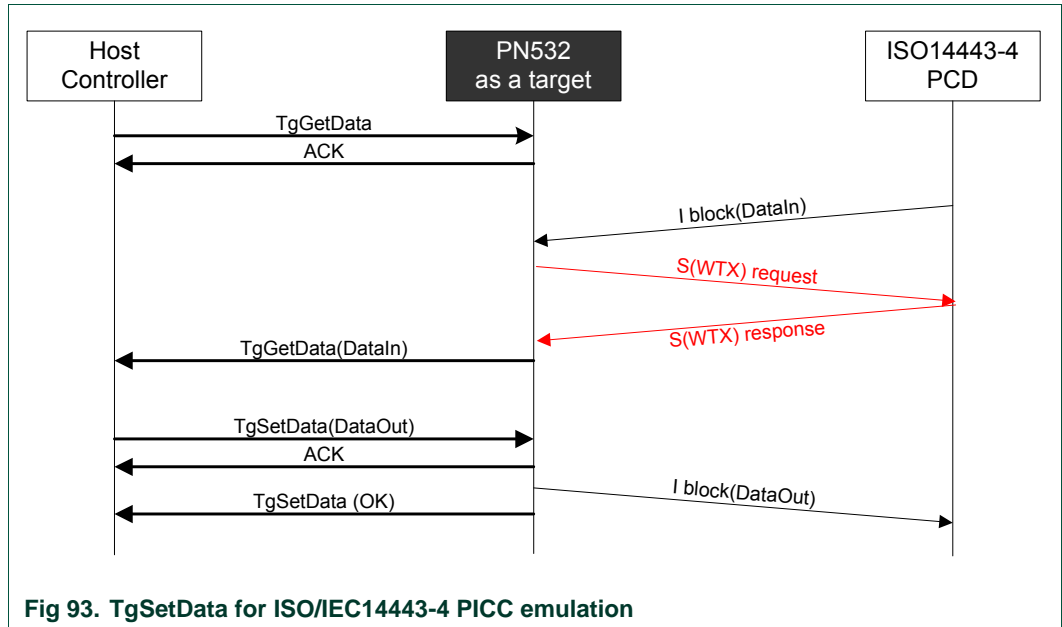 Host
Controller
PN532
as a target
ISO14443-4
PCD
TgGetData
ACK
I block(DataIn)
S(WTX) request
S(WTX) response
TgGetData(DataIn)
TgSetData(DataOut)
ACK
I block(DataOut)
TgSetData (OK)
Fig 93. TgSetData for ISO/IEC14443-4 PICC emulation